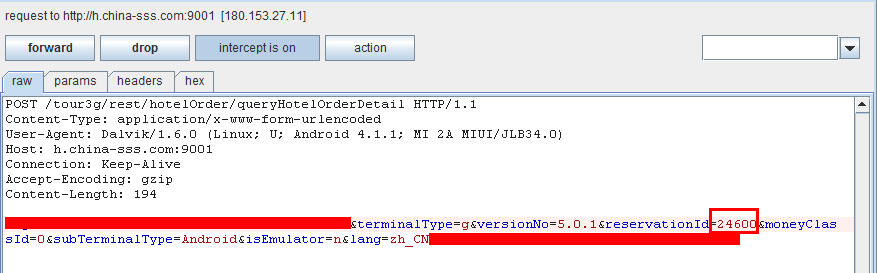 request to http://h.china-sss.com:9001 [180.153.27.11]
forward drop intercept is on action
raw params headers hex
POST /tour3g/rest/hotelOrder/queryHotelOrderDetail HTTP/1.1
Content-Type: application/x-www-form-urlencoded
User-Agent: Dalvik/1.6.0 (Linux; U; Android 4.1.1; MI 2A MIUI/JLB34.0)
Host: h.china-sss.com:9001
Connection: Keep-Alive
Accept-Encoding: gzip
Content-Length: 194
&terminalType=g&versionNo=5.0.1&reservationId=24600&moneyClas
sId=0&subTerminalType=Android&isEmulator=n&lang=zh_CN